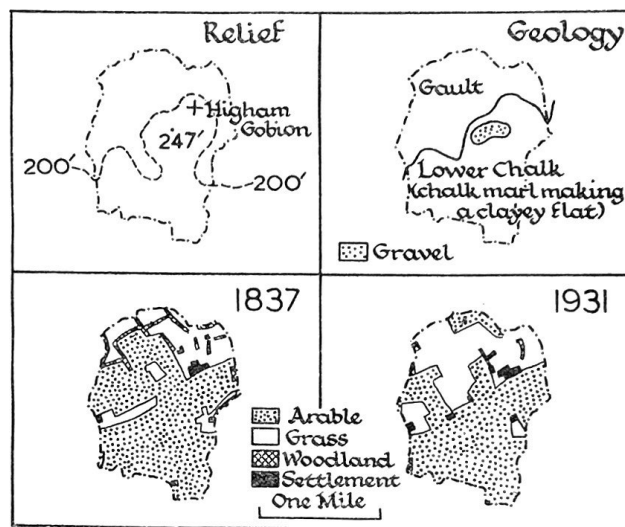 Relief
Higham
Gobion
247'
200'
200'
Geology
Gault
Lower Chalk
(chalk marl making
a clayey flat)
Gravel
1837
1931
Arable
Grass
Woodland
Settlement
One Mile